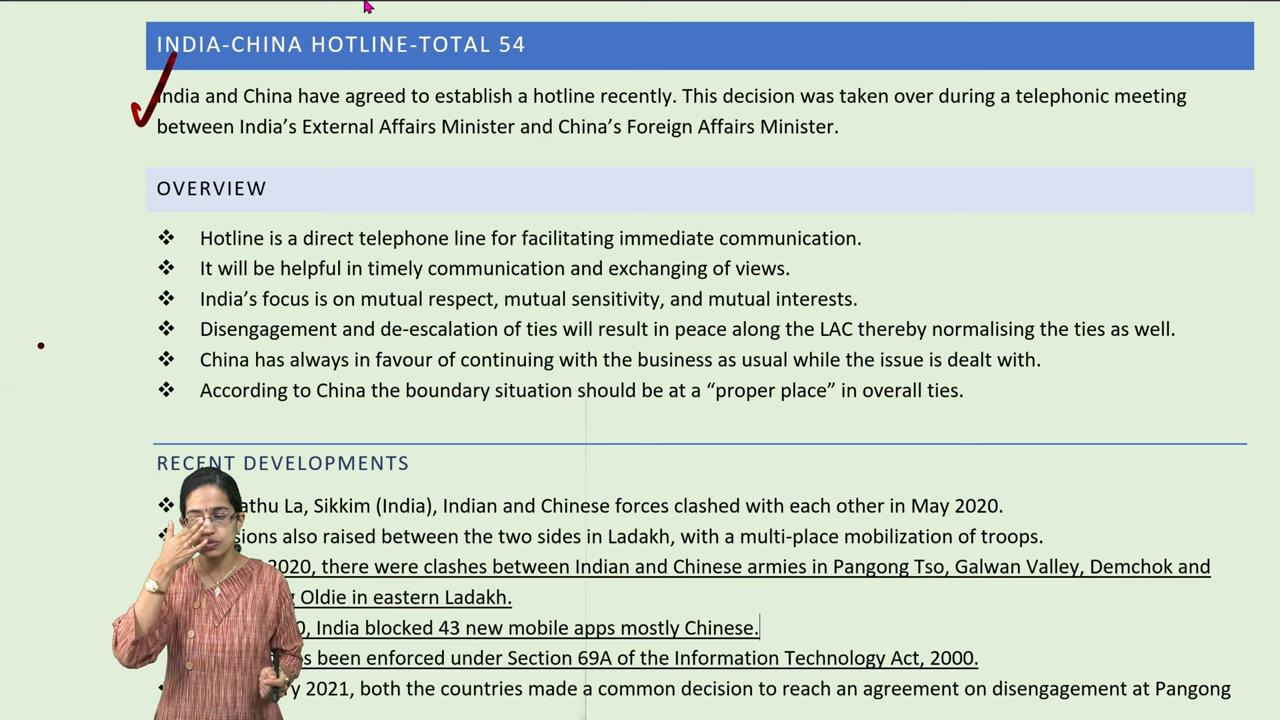 INDIA-CHINA HOTLINE-TOTAL 54
India and China have agreed to establish a hotline recently. This decision was taken over during a telephonic meeting
between India’s External Affairs Minister and China’s Foreign Affairs Minister.
OVERVIEW
❖ Hotline is a direct telephone line for facilitating immediate communication.
❖ It will be helpful in timely communication and exchanging of views.
❖ India’s focus is on mutual respect, mutual sensitivity, and mutual interests.
❖ Disengagement and de-escalation of ties will result in peace along the LAC thereby normalising the ties as well.
❖ China has always in favour of continuing with the business as usual while the issue is dealt with.
❖ According to China the boundary situation should be at a “proper place” in overall ties.
RECENT DEVELOPMENTS
La, Sikkim (India), Indian and Chinese forces clashed with each other in May 2020.
also raised between the two sides in Ladakh, with a multi-place mobilization of troops.
2020, there were clashes between Indian and Chinese armies in Pangong Tso, Galwan Valley, Demchok and
Oldie in eastern Ladakh.
India blocked 43 new mobile apps mostly Chinese.
been enforced under Section 69A of the Information Technology Act, 2000.
2021, both the countries made a common decision to reach an agreement on disengagement at Pangong